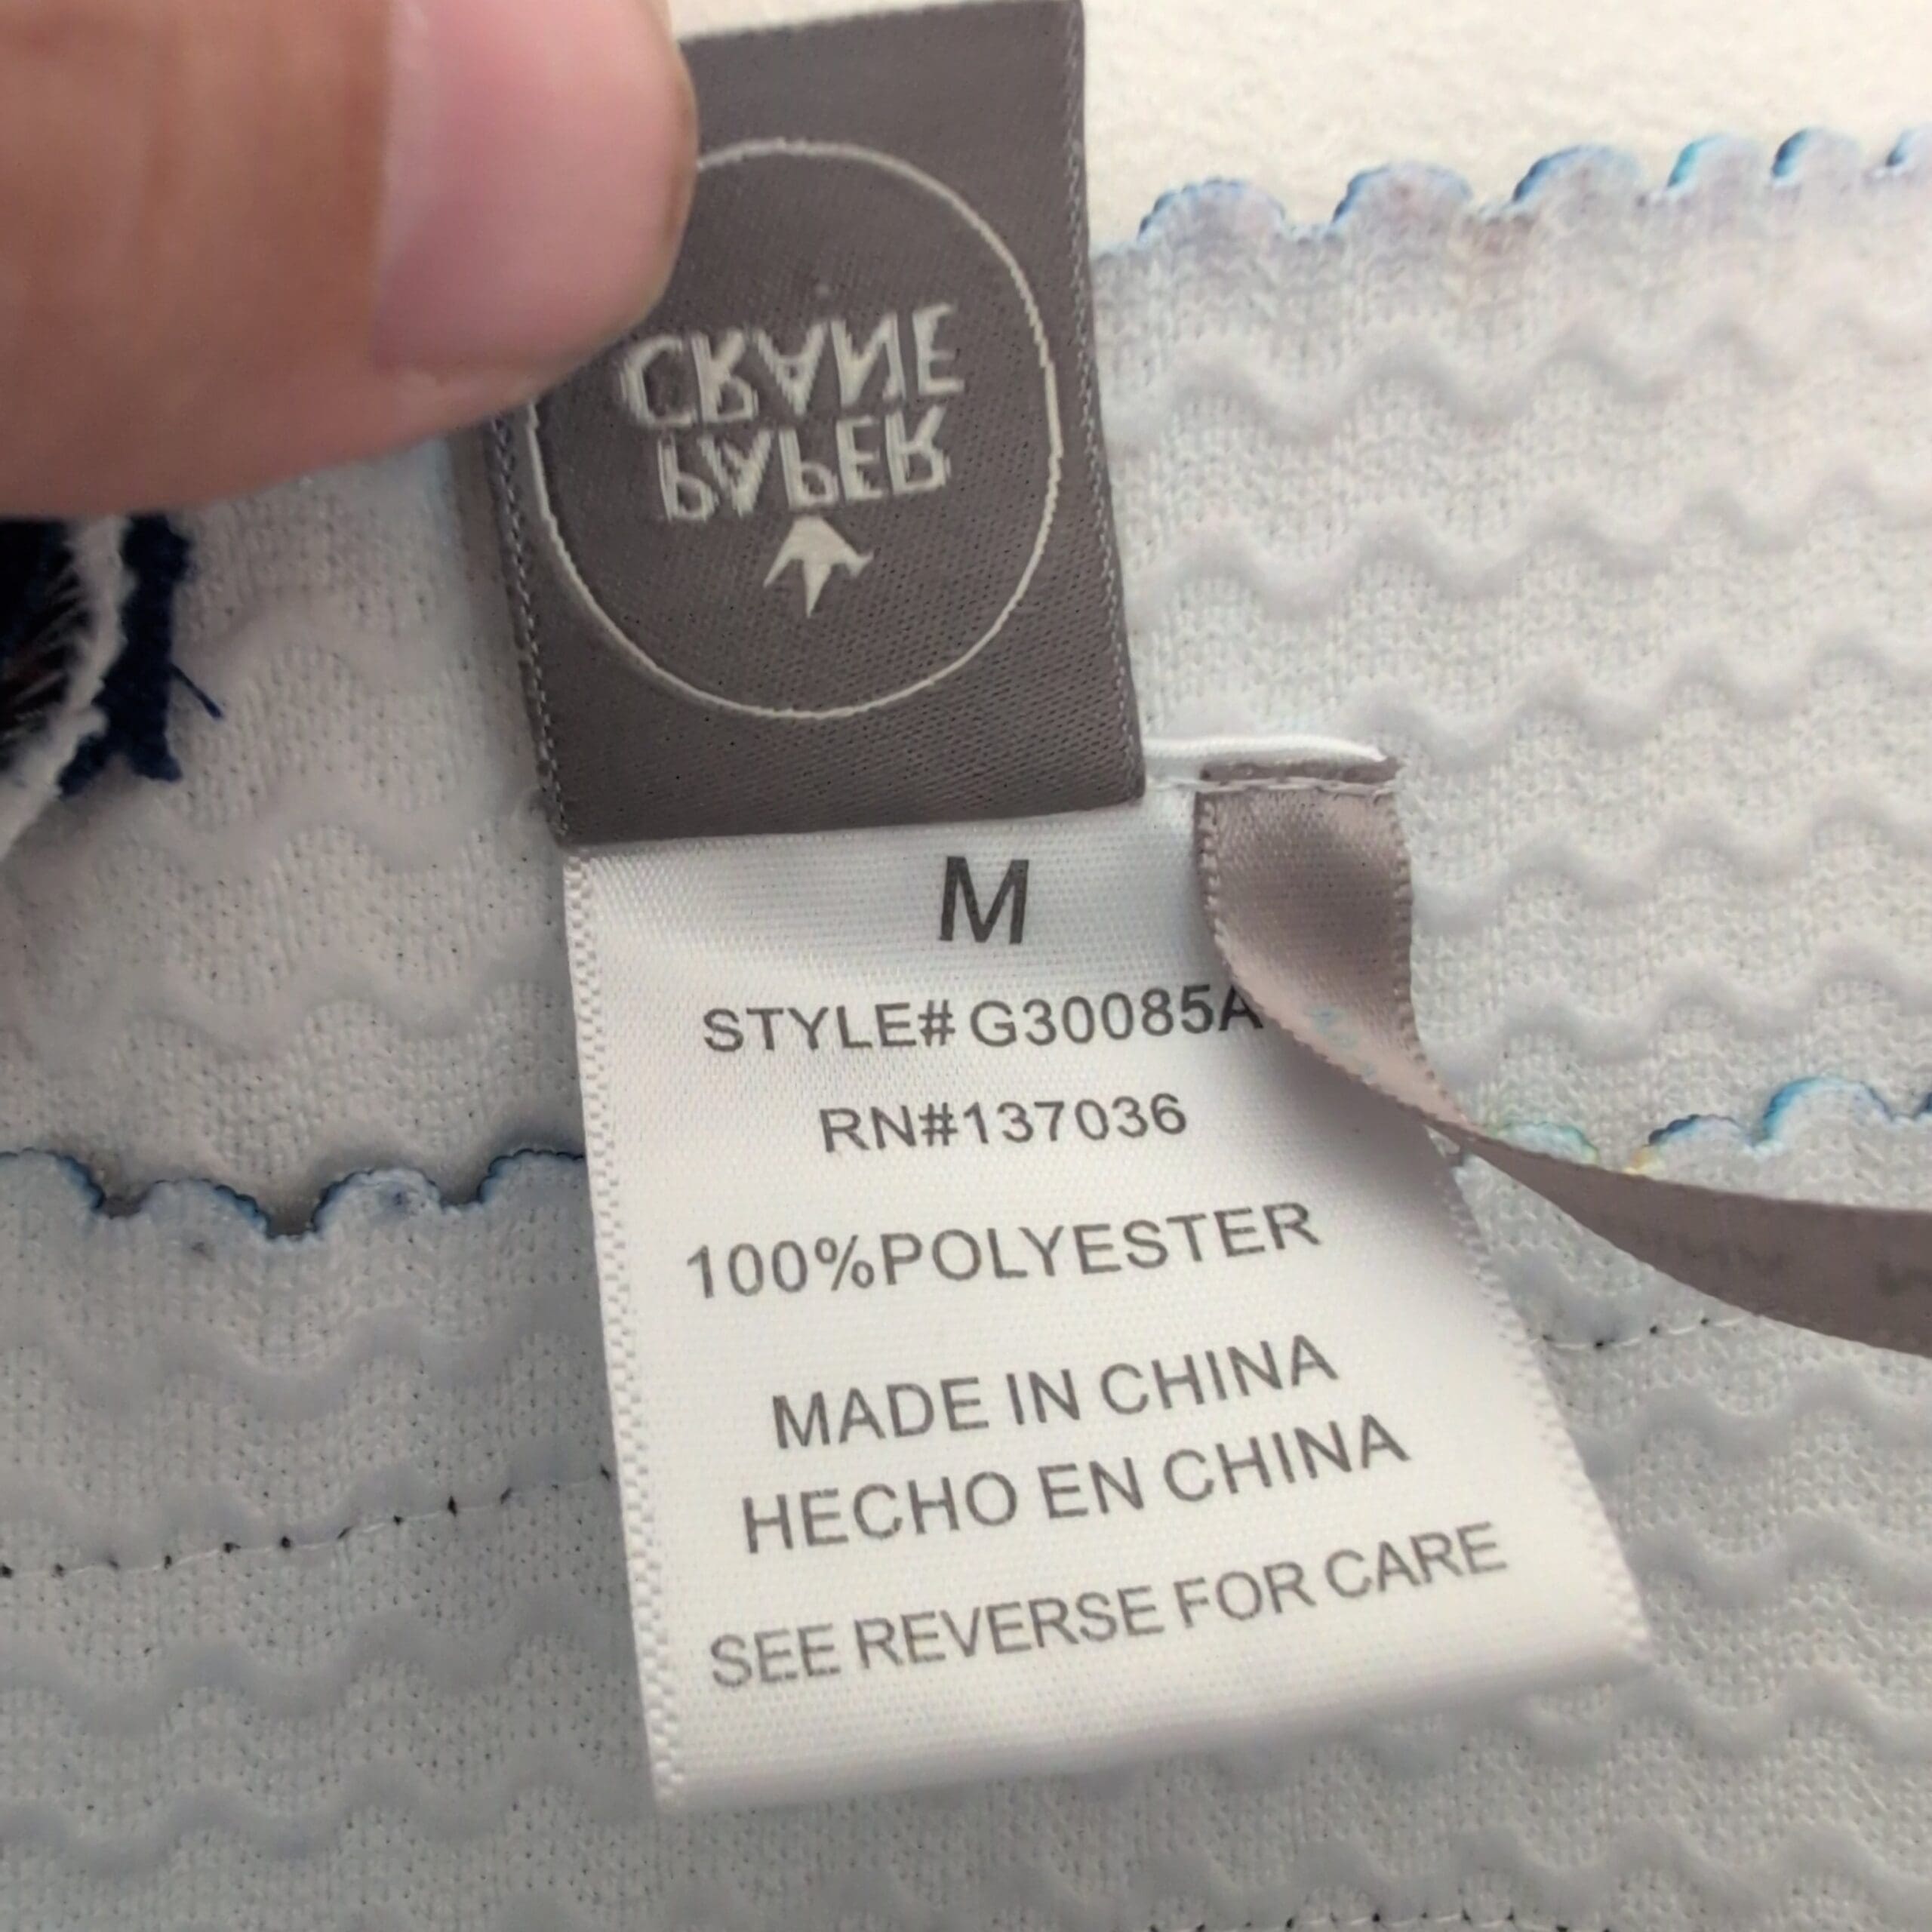 PAPER
CRANE
M
STYLE# G30085A
RN#137036
100%POLYESTER
MADE IN CHINA
HECHO EN CHINA
SEE REVERSE FOR CARE